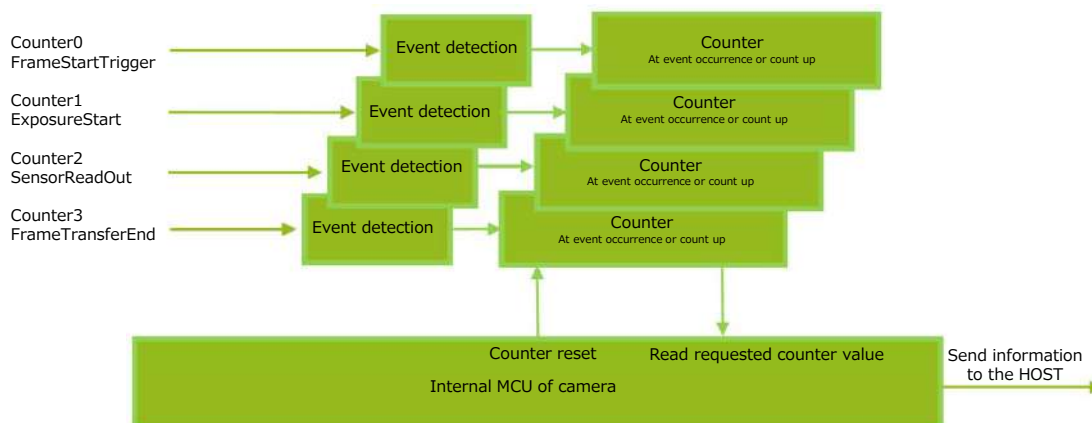 Counter0
FrameStartTrigger
Event detection
Counter
At event occurrence or count up
Counter1
ExposureStart
Event detection
Counter
At event occurrence or count up
Counter2
SensorReadOut
Event detection
Counter
At event occurrence or count up
Counter3
FrameTransferEnd
Event detection
Counter
At event occurrence or count up
Counter reset
Read requested counter value
Internal MCU of camera
Send information
to the HOST